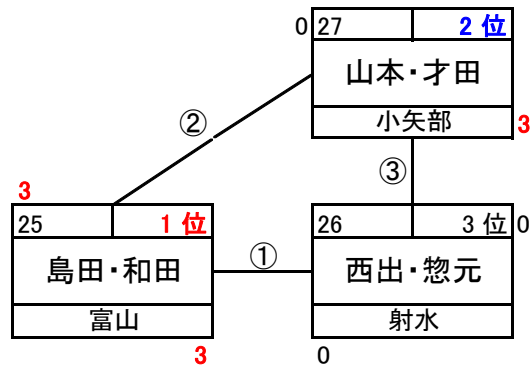 0 27 2 位
山本・才田
小矢部 3
②
③
3
25 1 位
26 3 位 0
島田・和田
①
西出・惣元
富山
射水
3
0